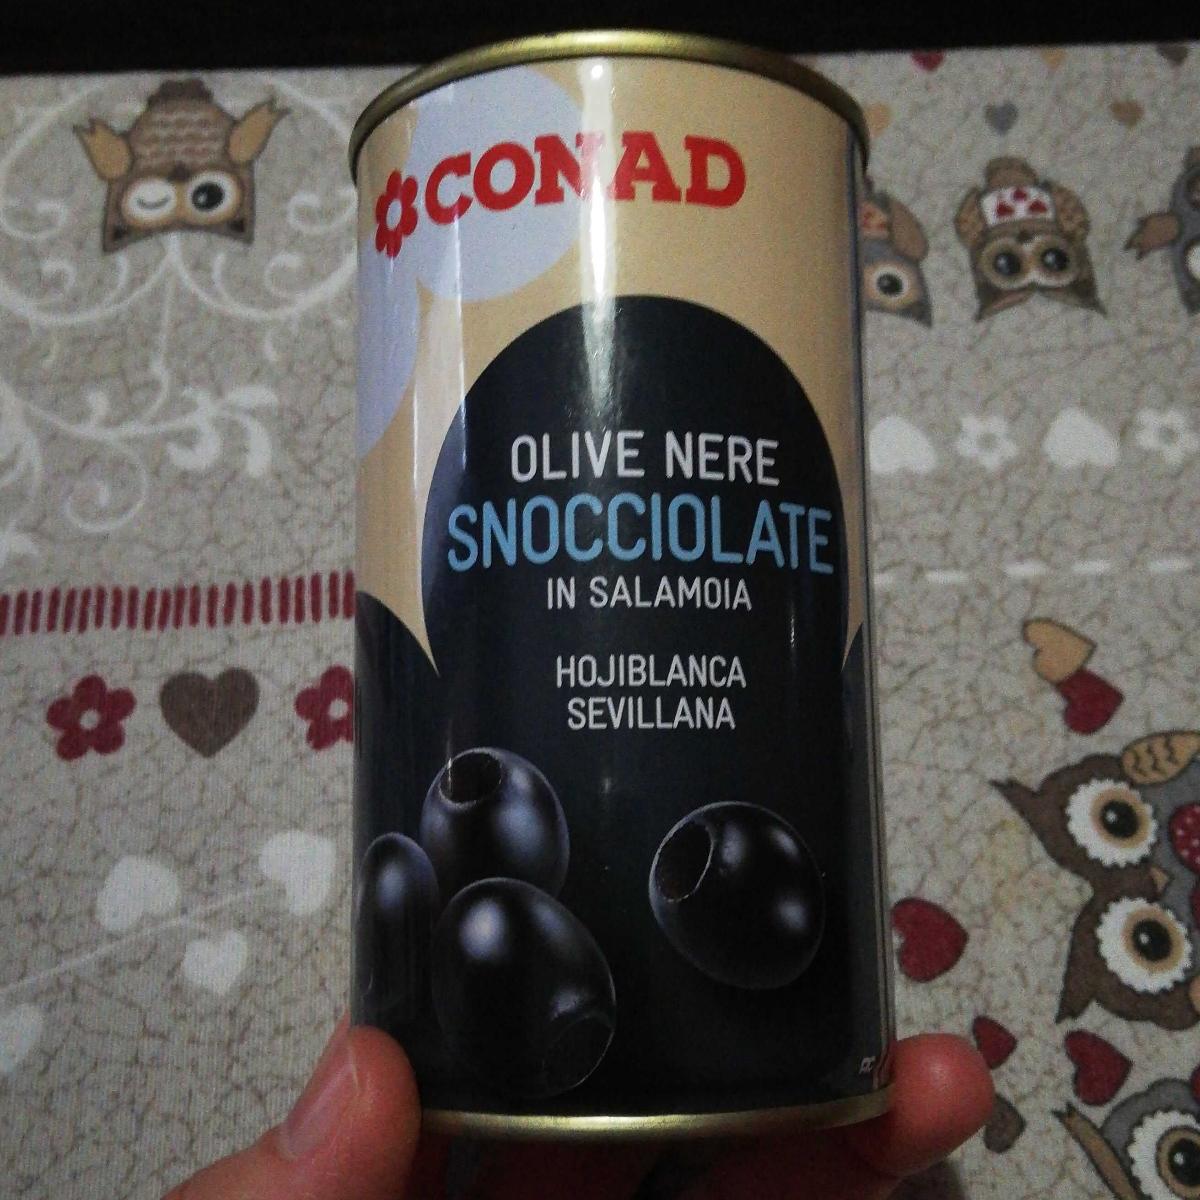 CONAD
OLIVE NERE
SNOCCIOLATE
IN SALAMOIA
HOJIBLANCA
SEVILLANA